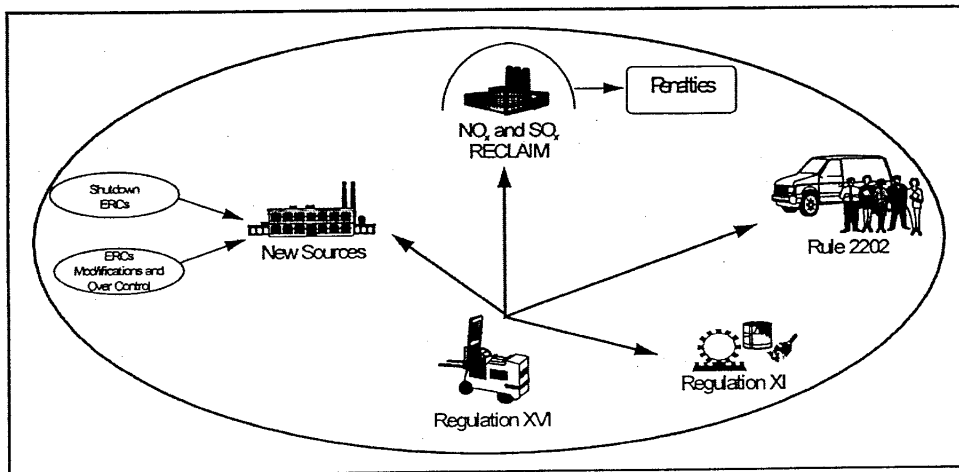 Penalties
NOx and SOx
RECLAIM
Shutdown
ERCs
New Sources
ERCs
Modifications and
Over Control
Rule 2202
Regulation XI
Regulation XVI